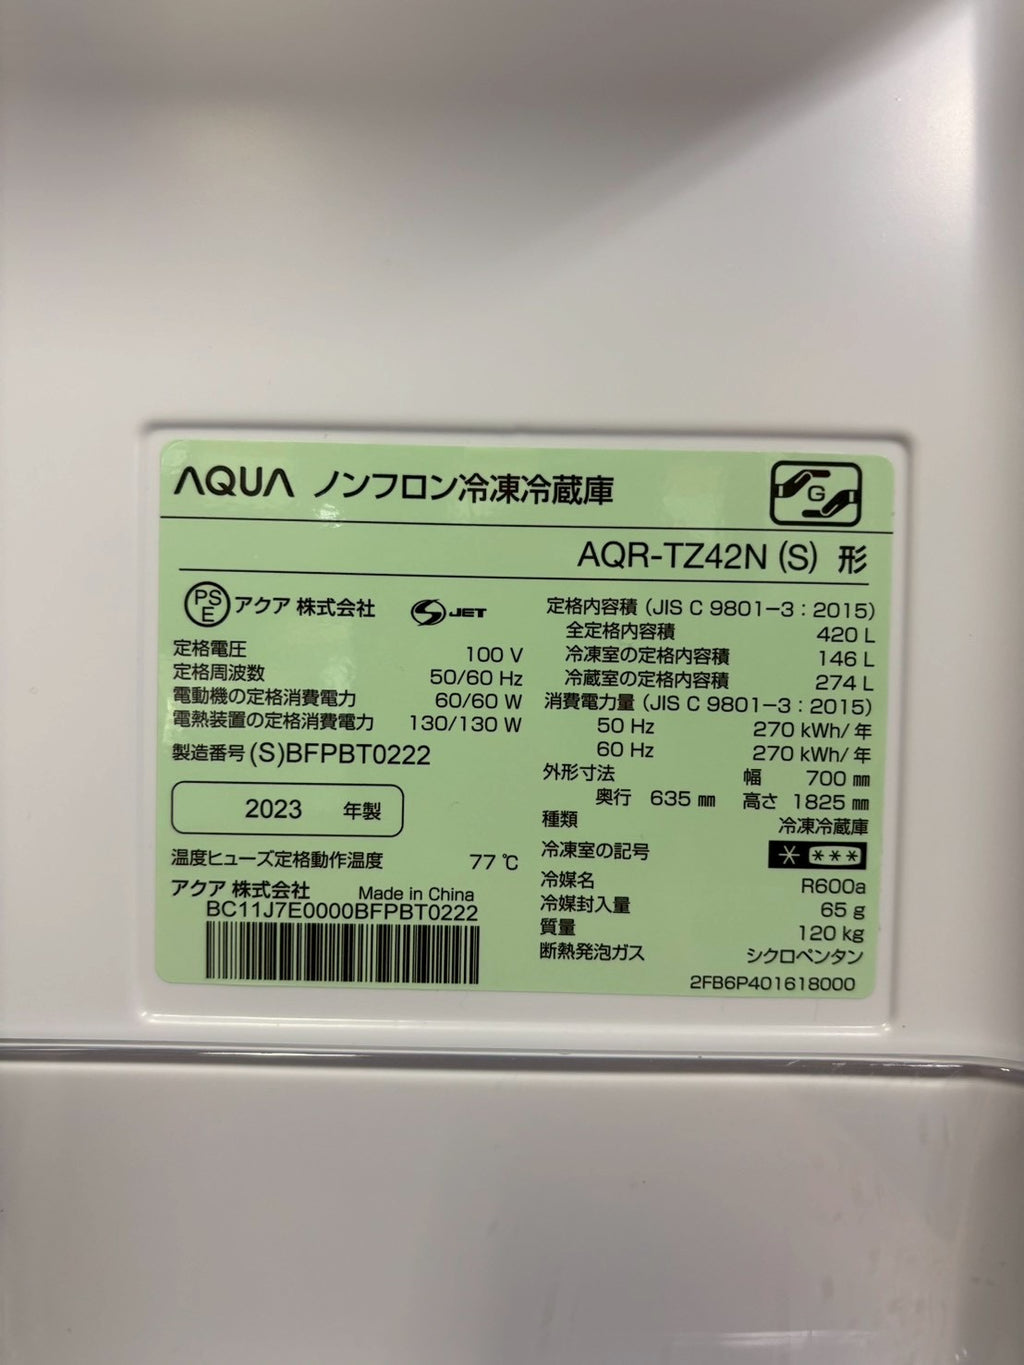 AQUA ノンフロン冷凍冷蔵庫
G
AQR-TZ42N (S) 形
PS
E
アクア 株式会社
S JET
定格電圧 100 V
定格周波数 50/60 Hz
電動機の定格消費電力 60/60 W
電熱装置の定格消費電力 130/130 W
製造番号 (S)BFPBT0222
2023 年製
温度ヒューズ定格動作温度 77 ℃
アクア 株式会社 Made in China
BC11J7E0000BFPBT0222
定格内容積 (JIS C 9801-3 : 2015)
全定格内容積 420 L
冷凍室の定格内容積 146 L
冷蔵室の定格内容積 274 L
消費電力量 (JIS C 9801-3 : 2015)
50 Hz 270 kWh/年
60 Hz 270 kWh/年
外形寸法 幅 700 ㎜
奥行 635 ㎜ 高さ 1825 ㎜
種類 冷凍冷蔵庫
冷凍室の記号 * ***
冷媒名 R600a
冷媒封入量 65 g
質量 120 kg
断熱発泡ガス シクロペンタン
2FB6P401618000